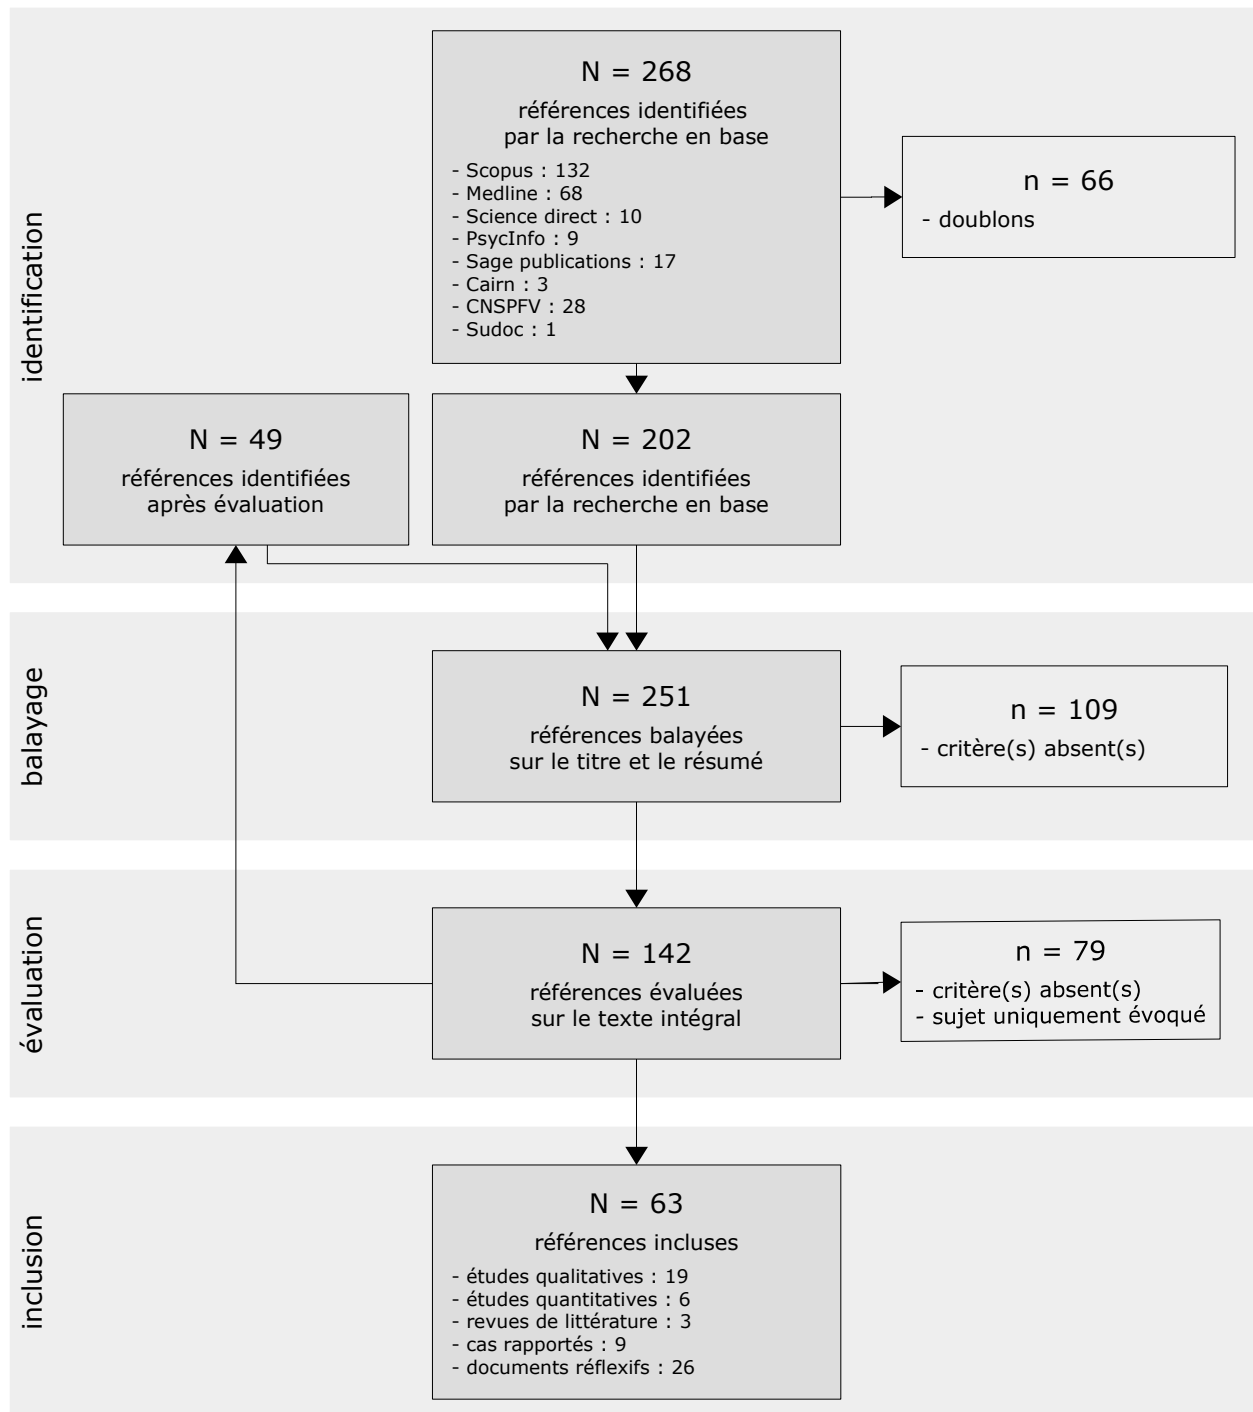 identification
N = 268
références identifiées
par la recherche en base
- Scopus : 132
- Medline : 68
- Science direct : 10
- PsycInfo : 9
- Sage publications : 17
- Cairn : 3
- CNSPFV : 28
- Sudoc : 1
n = 66
- doublons
N = 49
références identifiées
après évaluation
N = 202
références identifiées
par la recherche en base
balayage
N = 251
références balayées
sur le titre et le résumé
n = 109
- critère(s) absent(s)
évaluation
N = 142
références évaluées
sur le texte intégral
n = 79
- critère(s) absent(s)
- sujet uniquement évoqué
inclusion
N = 63
références incluses
- études qualitatives : 19
- études quantitatives : 6
- revues de littérature : 3
- cas rapportés : 9
- documents réflexifs : 26